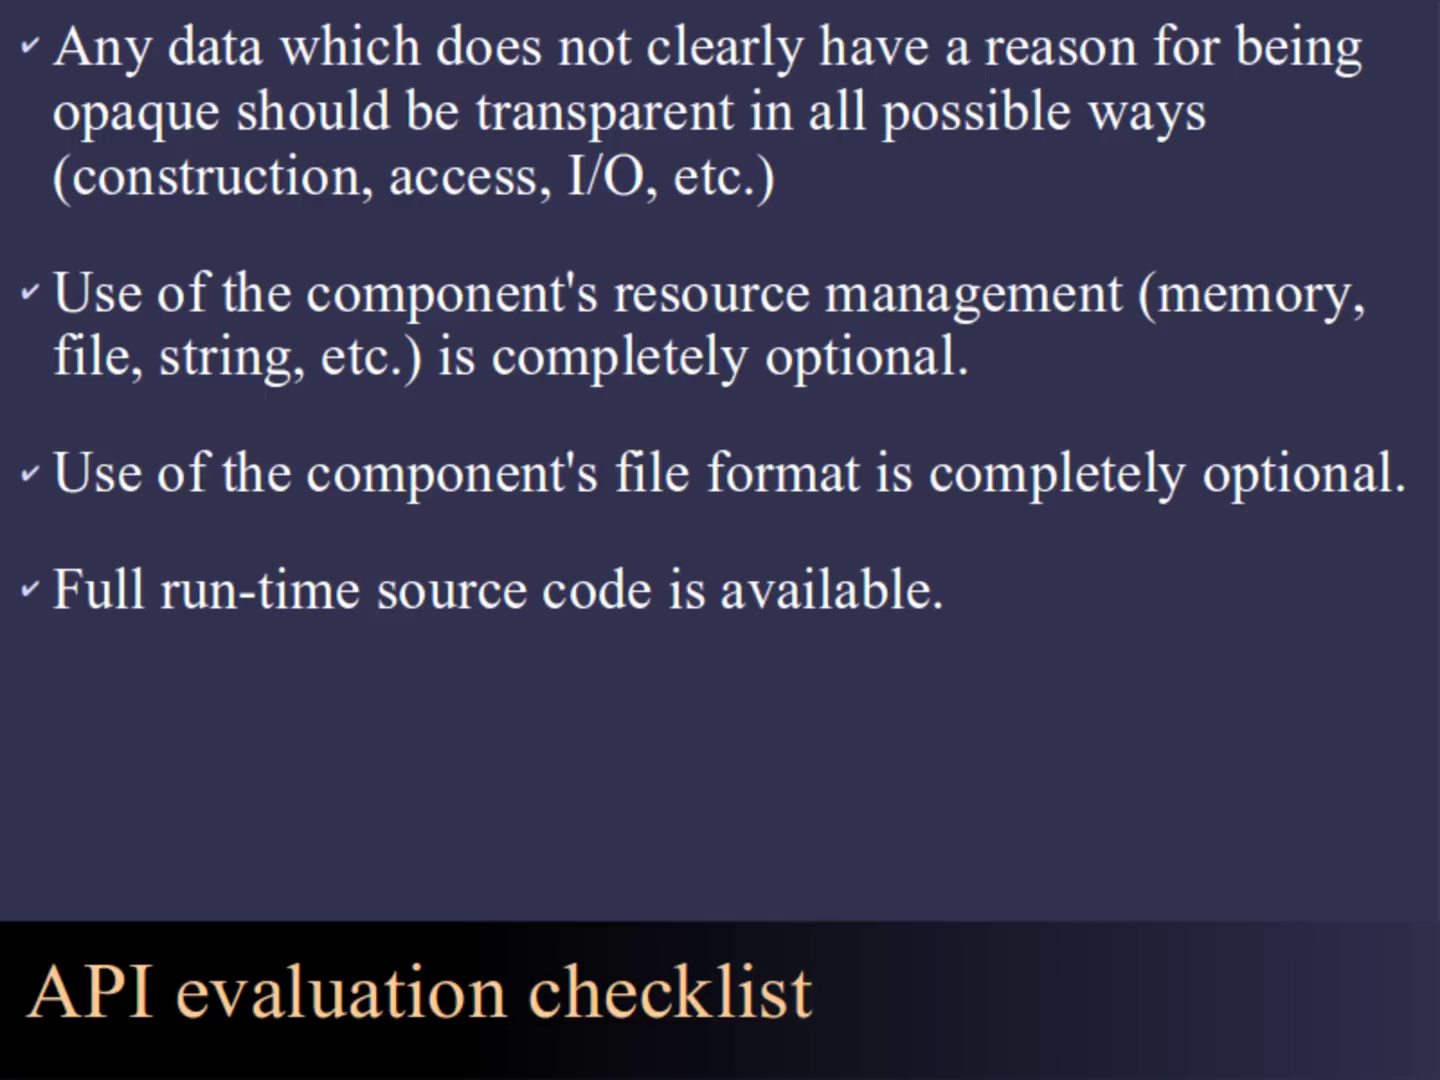 ✔ Any data which does not clearly have a reason for being
opaque should be transparent in all possible ways
(construction, access, I/O, etc.)
✔ Use of the component's resource management (memory,
file, string, etc.) is completely optional.
✔ Use of the component's file format is completely optional.
✔ Full run-time source code is available.
API evaluation checklist